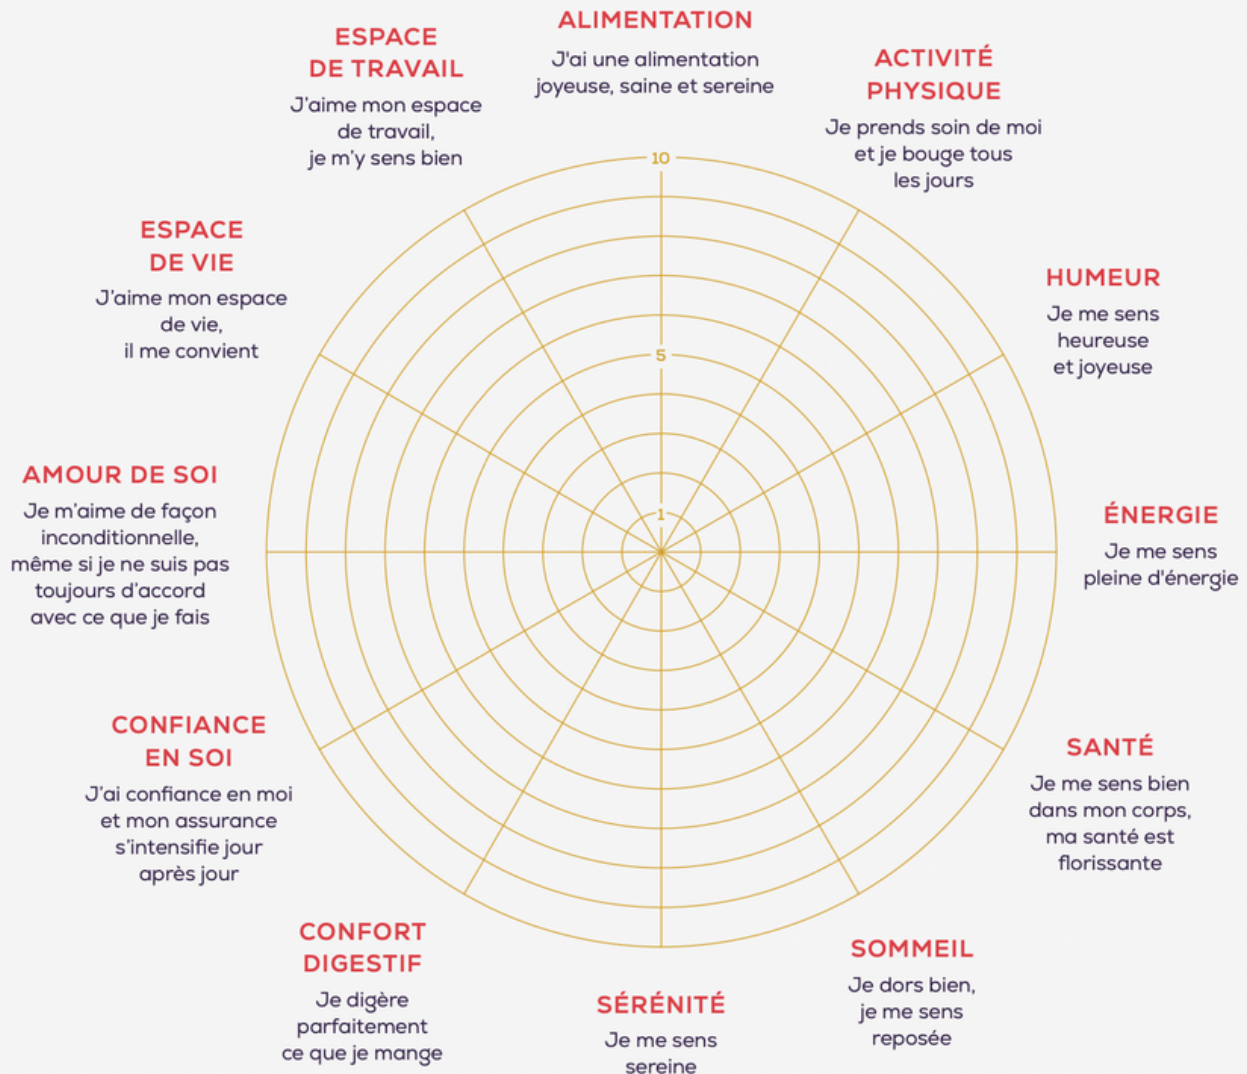 ALIMENTATION
J'ai une alimentation
joyeuse, saine et sereine
ACTIVITÉ
PHYSIQUE
Je prends soin de moi
et je bouge tous
les jours
HUMEUR
Je me sens
heureuse
et joyeuse
ÉNERGIE
Je me sens
pleine d'énergie
SANTÉ
Je me sens bien
dans mon corps,
ma santé est
florissante
SOMMEIL
Je dors bien,
je me sens
reposée
SÉRÉNITÉ
Je me sens
sereine
CONFORT
DIGESTIF
Je digère
parfaitement
ce que je mange
CONFIANCE
EN SOI
J'ai confiance en moi
et mon assurance
s'intensifie jour
après jour
AMOUR DE SOI
Je m'aime de façon
inconditionnelle,
même si je ne suis pas
toujours d'accord
avec ce que je fais
ESPACE
DE VIE
J'aime mon espace
de vie,
il me convient
ESPACE
DE TRAVAIL
J'aime mon espace
de travail,
je m'y sens bien
10
5
1